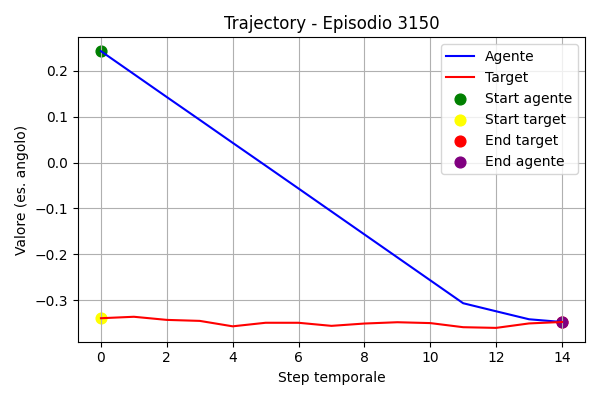 Trajectory - Episodio 3150
Valore (es. angolo)
0.2
0.1
0.0
−0.1
−0.2
−0.3
0 2 4 6 8 10 12 14
Step temporale
Agente
Target
Start agente
Start target
End target
End agente